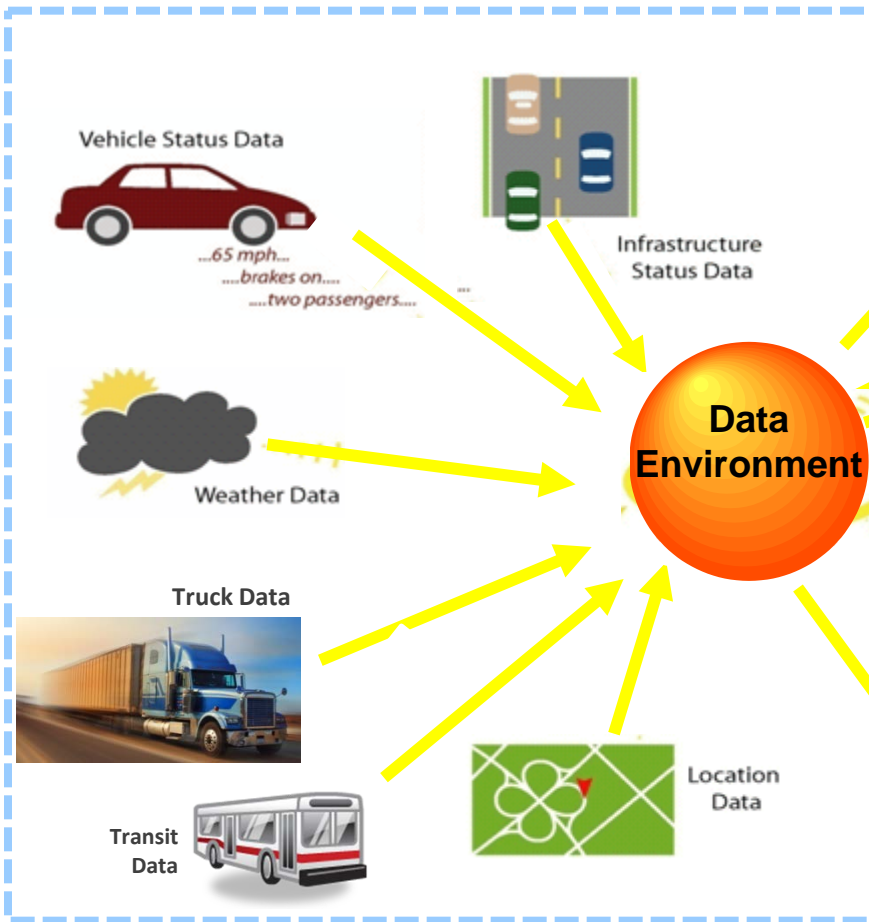 Vehicle Status Data
...65 mph...
....brakes on....
....two passengers....
...
Infrastructure
Status Data
Data
Environment
Weather Data
Truck Data
Transit
Data
Location
Data